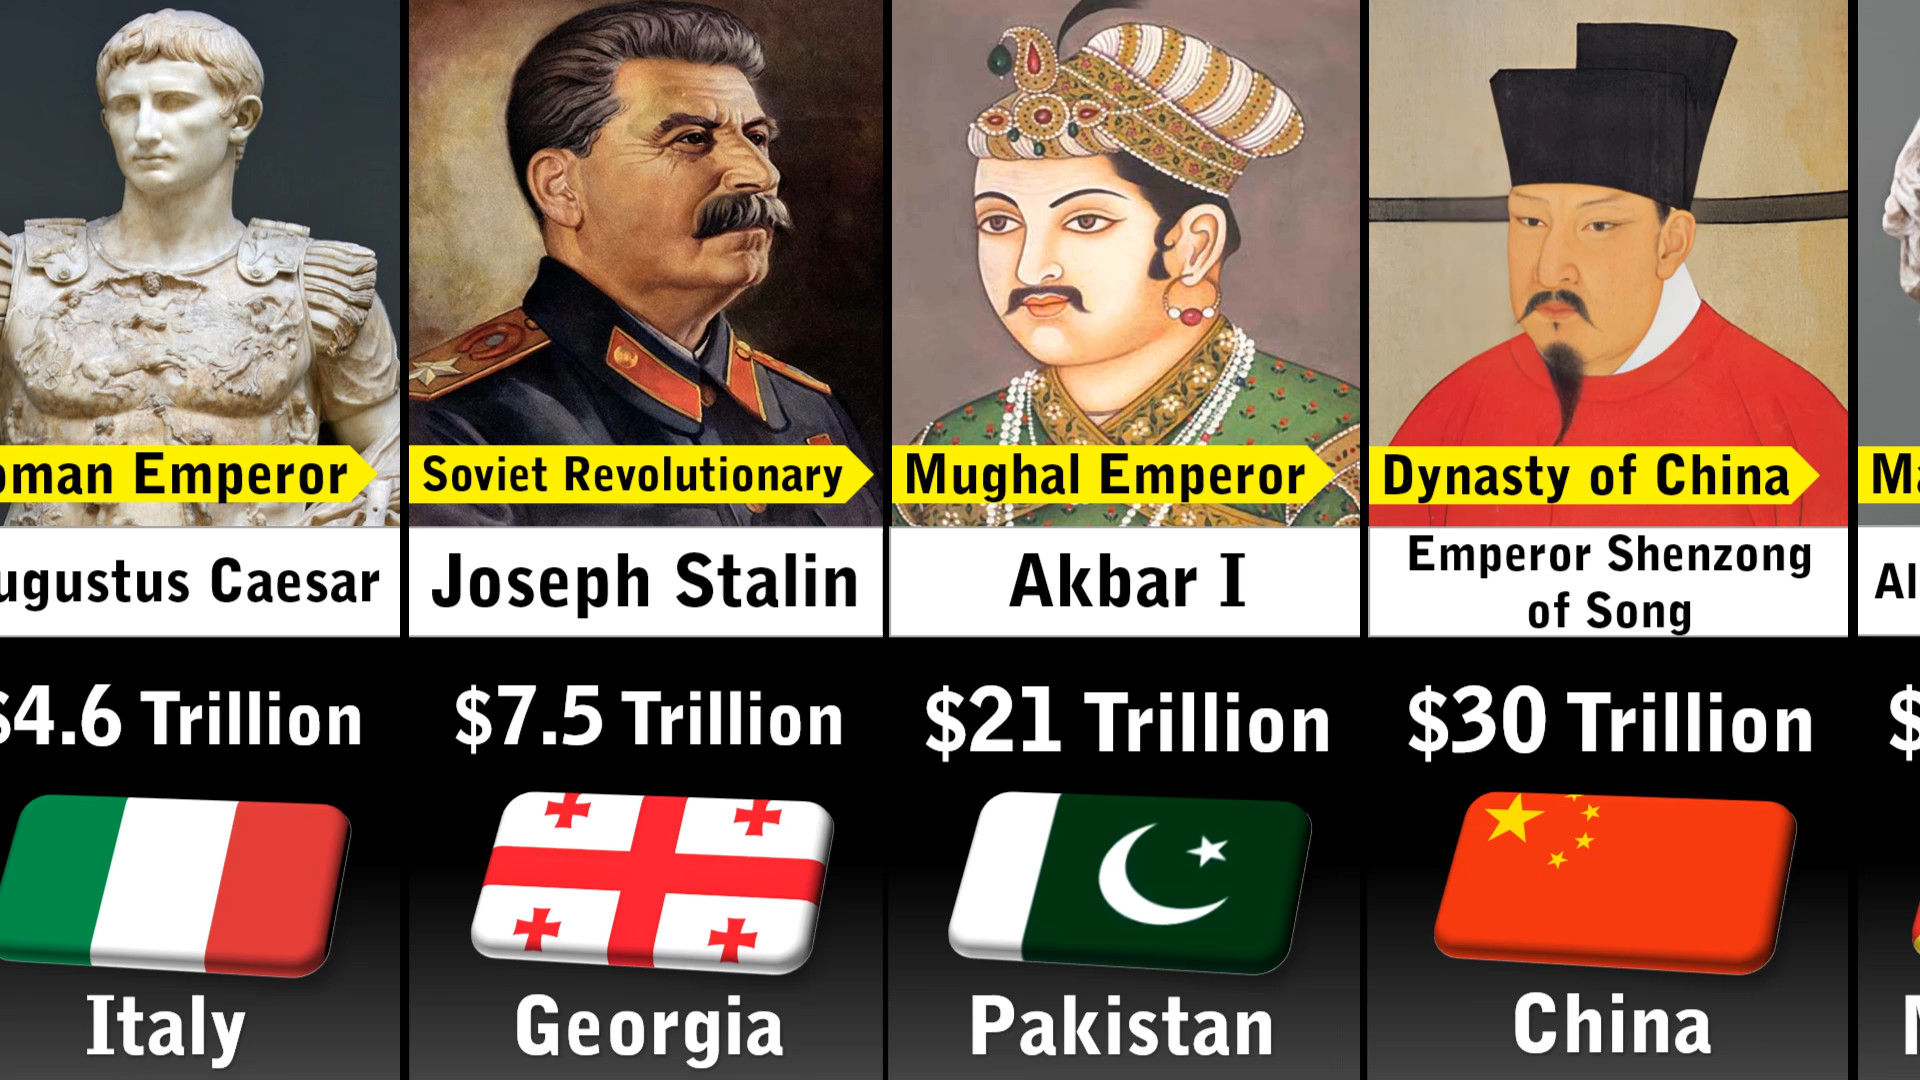 oman Emperor
ugustus Caesar
$4.6 Trillion
Italy
Soviet Revolutionary
Joseph Stalin
$7.5 Trillion
Georgia
Mughal Emperor
Akbar I
$21 Trillion
Pakistan
Dynasty of China
Emperor Shenzong
of Song
$30 Trillion
China
Ma
Al
$